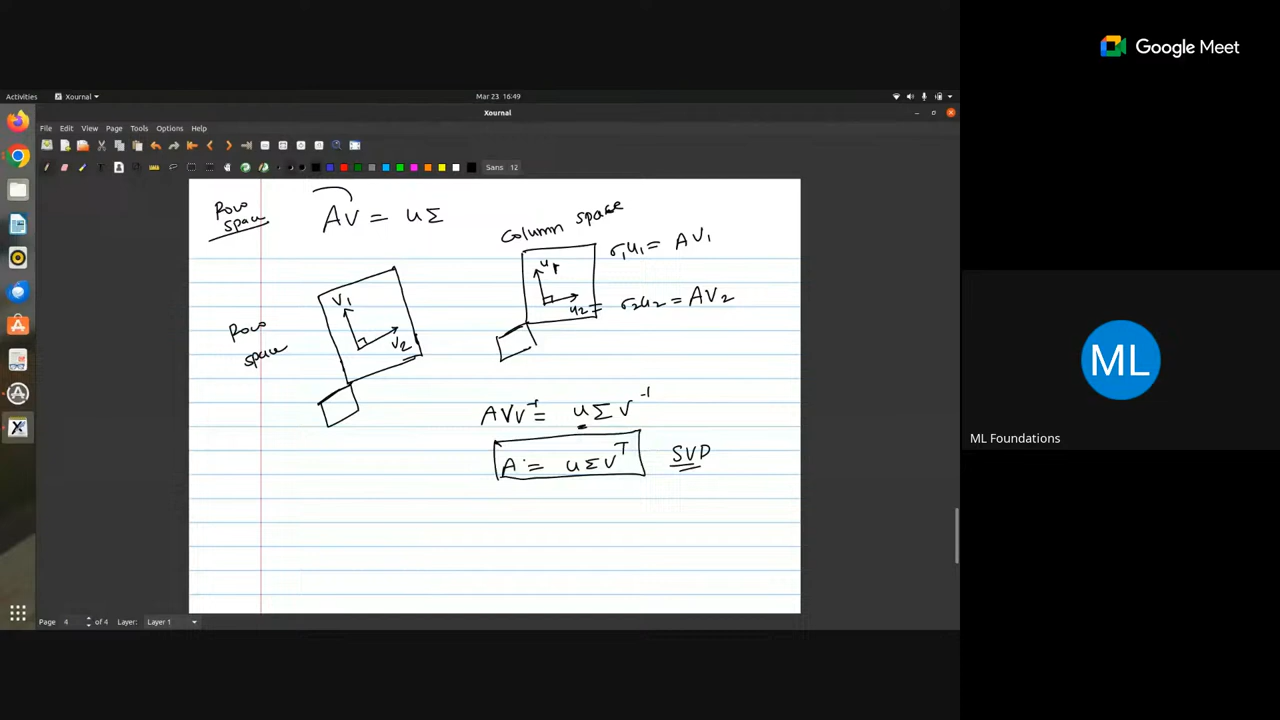 Google Meet
Activities Xournal Mar 23 16:49
Xournal
File Edit View Page Tools Options Help
Sans 12
Row
space
AV = UΣ
Column space
σ₁u₁ = AV₁
u₁
u₂ = σ₂u₂ = AV₂
V₁
V₂
Row
space
AVV⁻¹ = UΣV⁻¹
A = UΣVᵀ SVD
ML
ML Foundations
Page 4 of 4 Layer: Layer 1